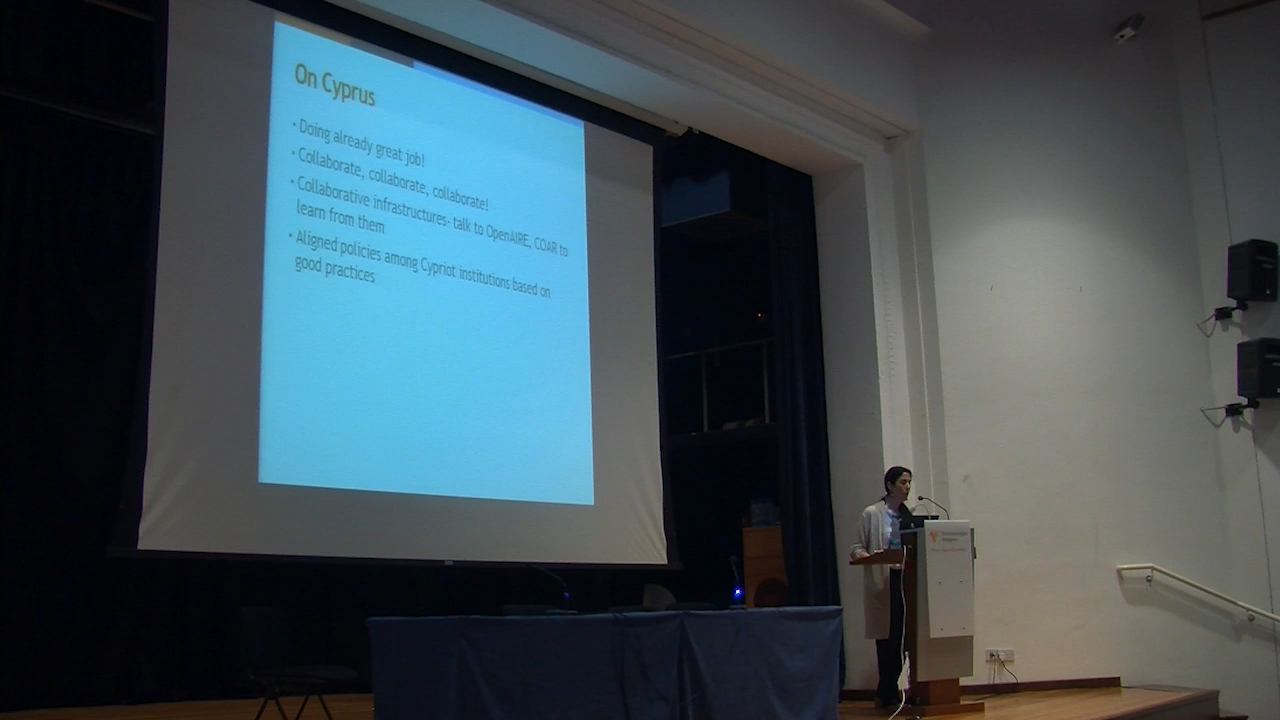 On Cyprus
• Doing already great job!
• Collaborate, collaborate, collaborate!
• Collaborative infrastructures- talk to OpenAIRE, COAR to
learn from them
• Aligned policies among Cypriot institutions based on
good practices